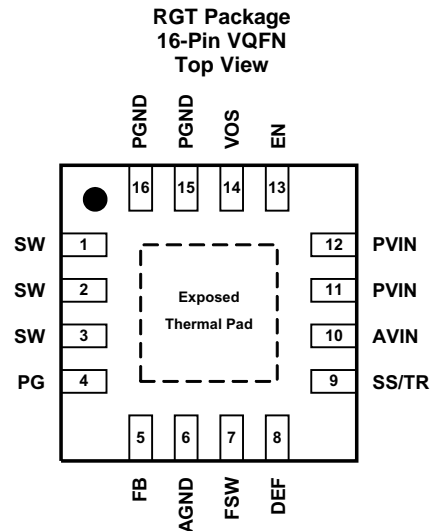 RGT Package
16-Pin VQFN
Top View
PGND
PGND
VOS
EN
16
15
14
13
SW
1
12
PVIN
SW
2
Exposed
11
PVIN
Thermal Pad
SW
3
10
AVIN
PG
4
9
SS/TR
5
6
7
8
FB
AGND
FSW
DEF